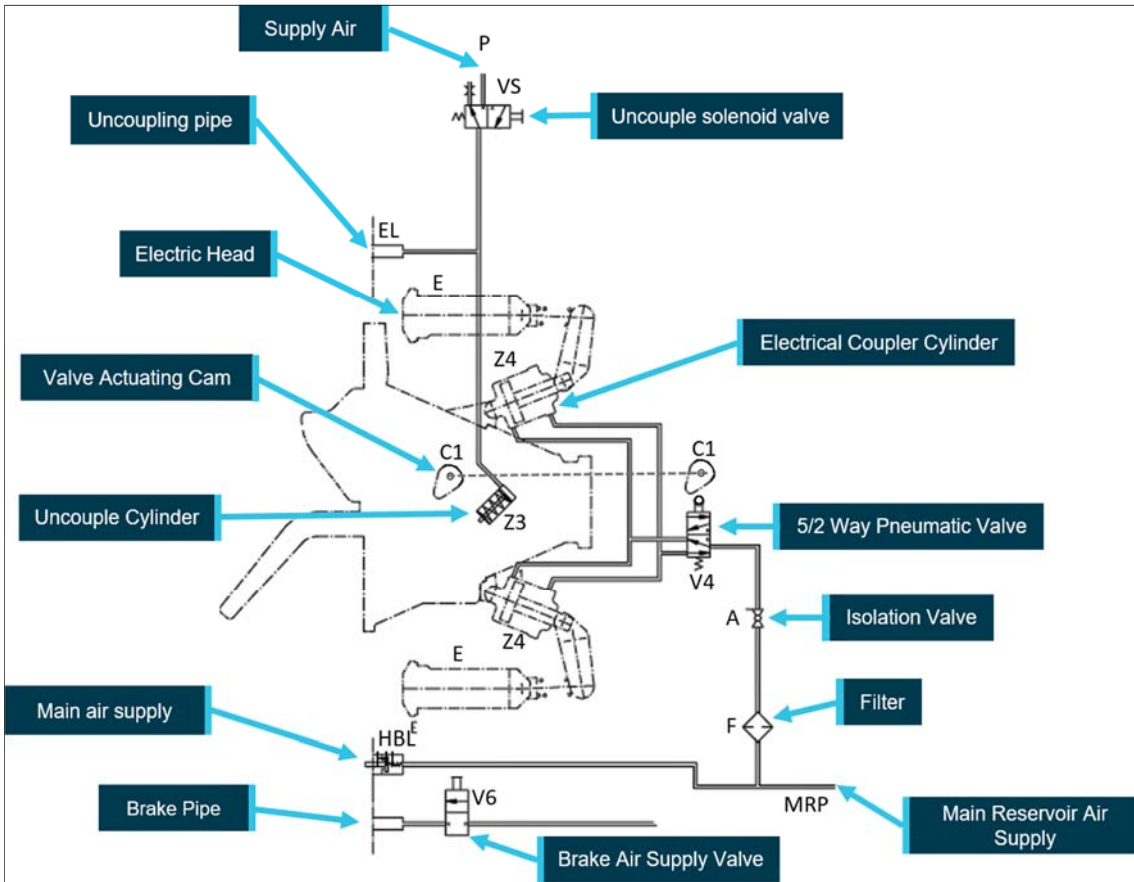 Supply Air
P
VS
Uncoupling pipe
Uncouple solenoid valve
EL
Electric Head
E
Z4
Electrical Coupler Cylinder
Valve Actuating Cam
C1
C1
Uncouple Cylinder
Z3
5/2 Way Pneumatic Valve
V4
A
Isolation Valve
Z4
E
Main air supply
E
HBL
F
Filter
Brake Pipe
V6
MRP
Main Reservoir Air
Supply
Brake Air Supply Valve